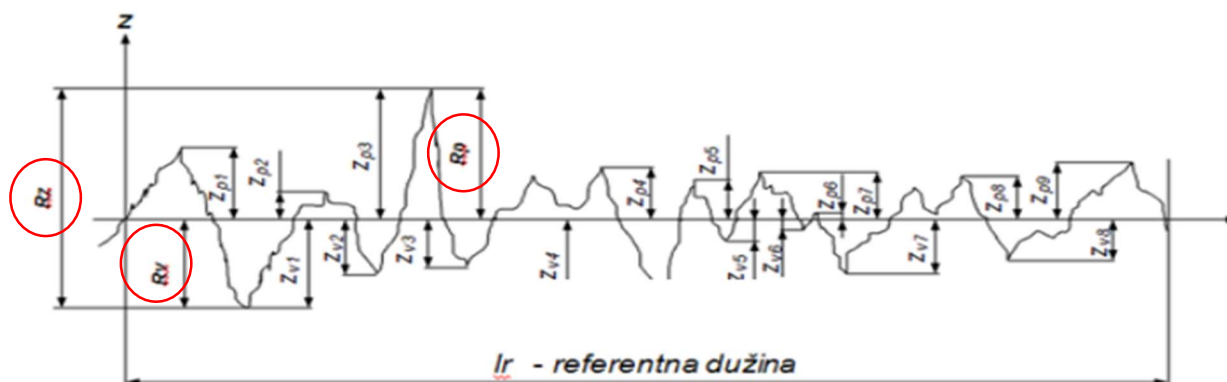 z
Rz
Rv
Zp1
Zp2
Zv1
Zv2
Zp3
Zv3
Rp
Zv4
Zp4
Zp5
Zv5
Zv6
Zp6
Zp7
Zv7
Zp8
Zp9
Zv8
lr - referentna dužina